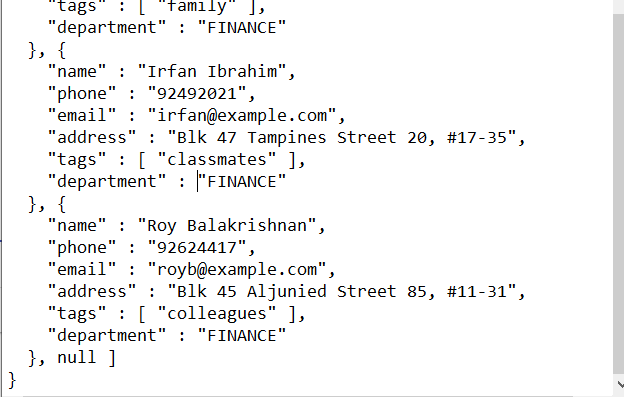 "tags" : [ "family" ],
"department" : "FINANCE"
}, {
"name" : "Irfan Ibrahim",
"phone" : "92492021",
"email" : "irfan@example.com",
"address" : "Blk 47 Tampines Street 20, #17-35",
"tags" : [ "classmates" ],
"department" : "FINANCE"
}, {
"name" : "Roy Balakrishnan",
"phone" : "92624417",
"email" : "royb@example.com",
"address" : "Blk 45 Aljunied Street 85, #11-31",
"tags" : [ "colleagues" ],
"department" : "FINANCE"
}, null ]
}